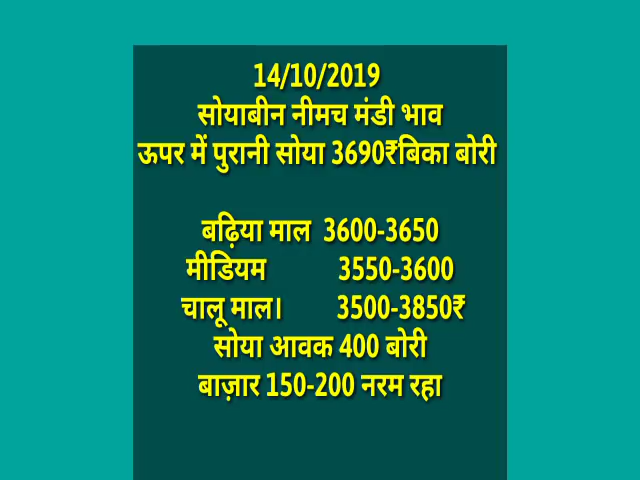 14/10/2019
सोयाबीन नीमच मंडी भाव
ऊपर में पुरानी सोया 3690₹बिका बोरी
बढ़िया माल 3600-3650
मीडियम 3550-3600
चालू माल। 3500-3850₹
सोया आवक 400 बोरी
बाज़ार 150-200 नरम रहा